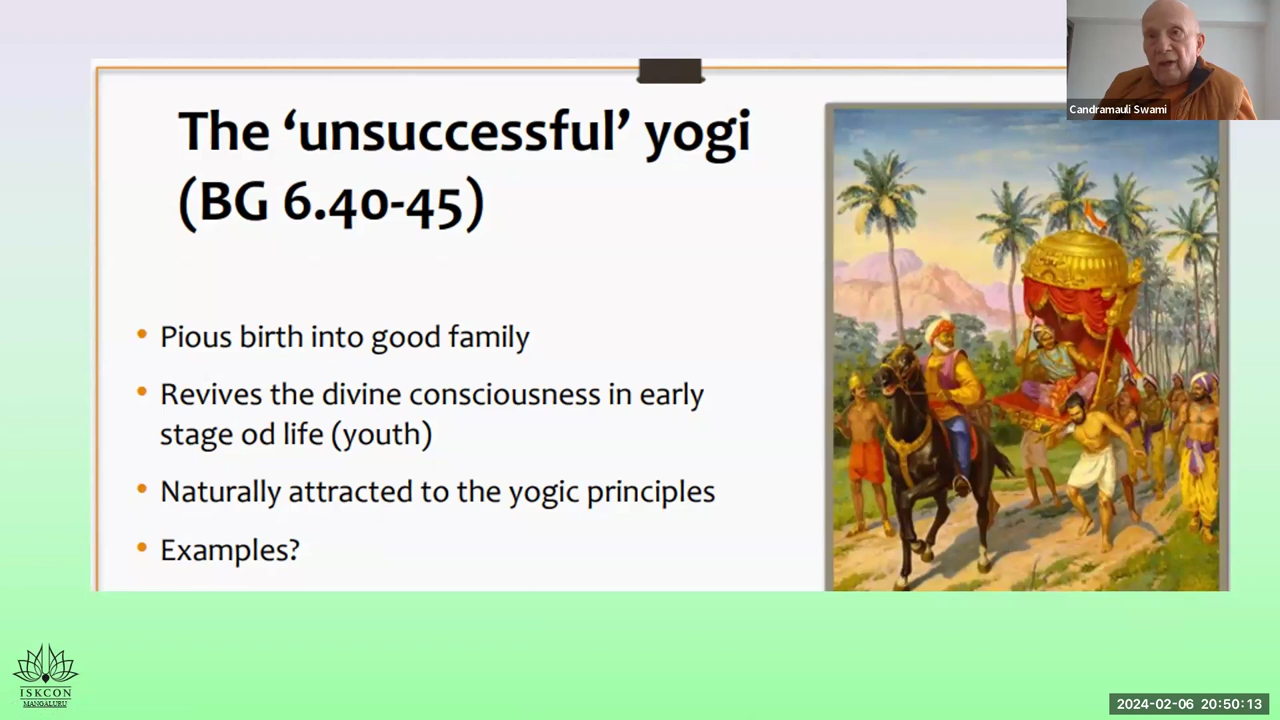 Candramauli Swami
The ‘unsuccessful’ yogi
(BG 6.40-45)
• Pious birth into good family
• Revives the divine consciousness in early
stage od life (youth)
• Naturally attracted to the yogic principles
• Examples?
ISKCON
MANGALURU
2024-02-06 20:50:13